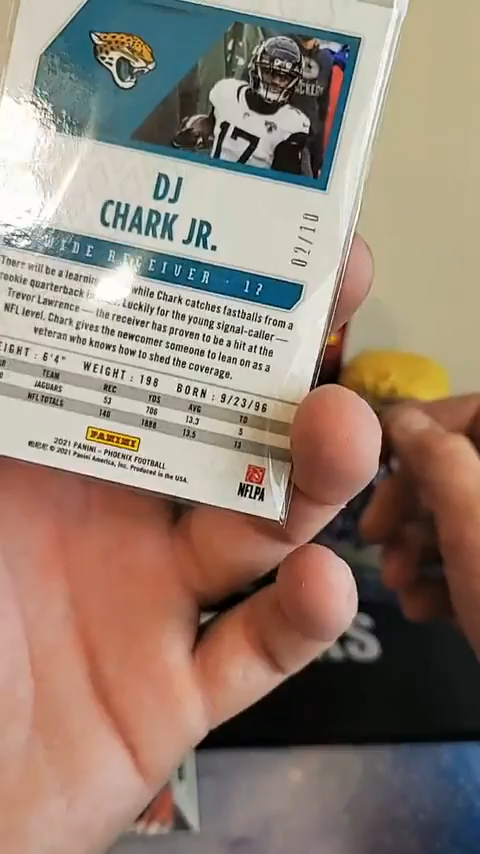 17
DJ
CHARK JR.
02/10
WIDE RECEIVER · 17
There will be a learning while Chark catches fastballs from a
rookie quarterback Luckily for the young signal-caller—
Trevor Lawrence—the receiver has proven to be a hit at the
NFL level. Chark gives the newcomer someone to lean on as a
veteran who knows how to shed the coverage.
HEIGHT: 6'4" WEIGHT: 198 BORN: 9/23/96
TEAM REC YDS AVG TD
JAGUARS 53 706 13.3 5
NFL TOTALS 140 1888 13.5 13
PANINI
2021 PANINI – PHOENIX FOOTBALL
© 2021 Panini America, Inc. Produced in the USA.
NFLPA